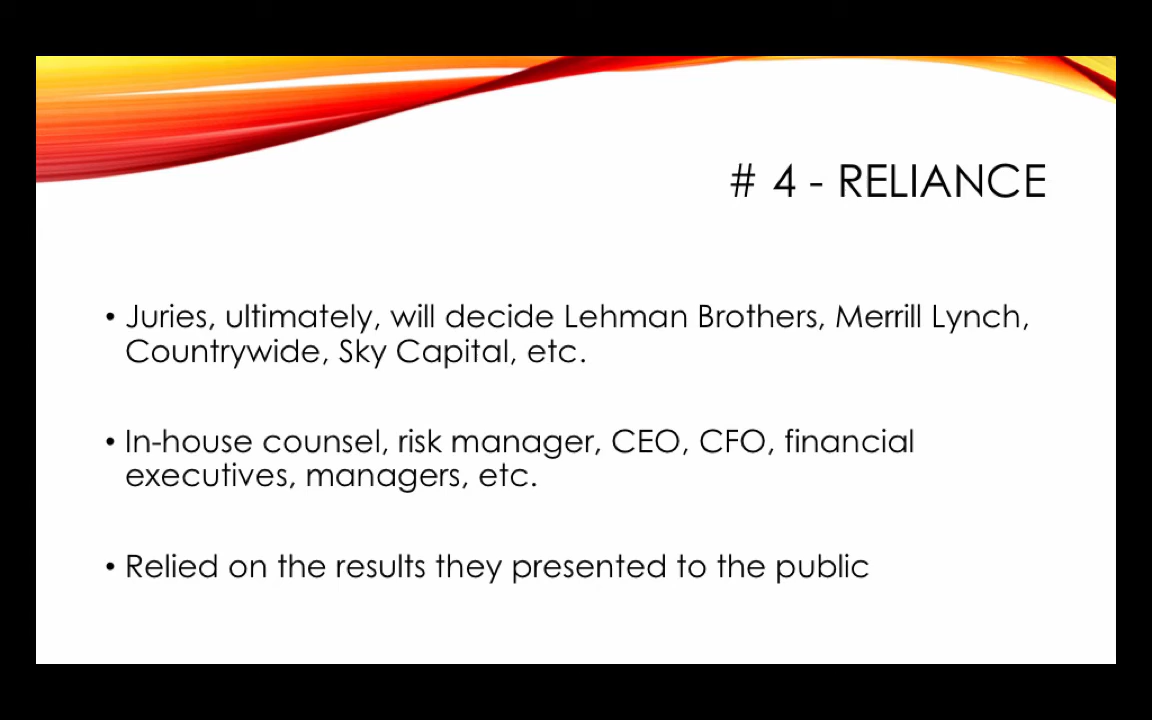 # 4 - RELIANCE
• Juries, ultimately, will decide Lehman Brothers, Merrill Lynch,
Countrywide, Sky Capital, etc.
• In-house counsel, risk manager, CEO, CFO, financial
executives, managers, etc.
• Relied on the results they presented to the public